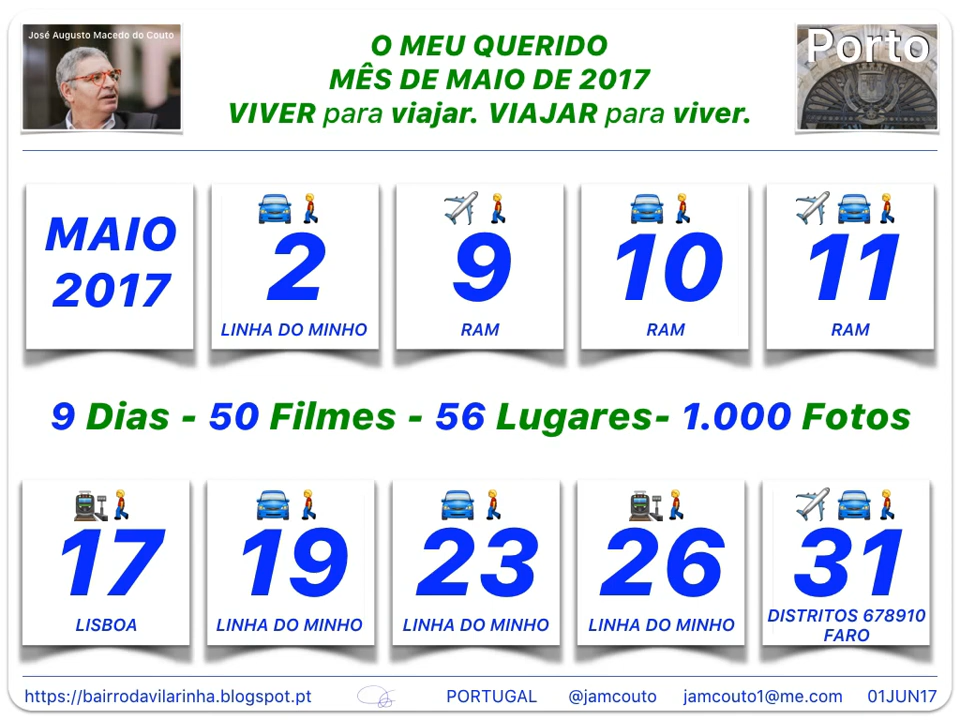 José Augusto Macedo do Couto
O MEU QUERIDO
MÊS DE MAIO DE 2017
VIVER para viajar. VIAJAR para viver.
Porto
MAIO
2017
2
LINHA DO MINHO
9
RAM
10
RAM
11
RAM
9 Dias - 50 Filmes - 56 Lugares- 1.000 Fotos
17
LISBOA
19
LINHA DO MINHO
23
LINHA DO MINHO
26
LINHA DO MINHO
31
DISTRITOS 678910
FARO
https://bairrodavilarinha.blogspot.pt PORTUGAL @jamcouto jamcouto1@me.com 01JUN17